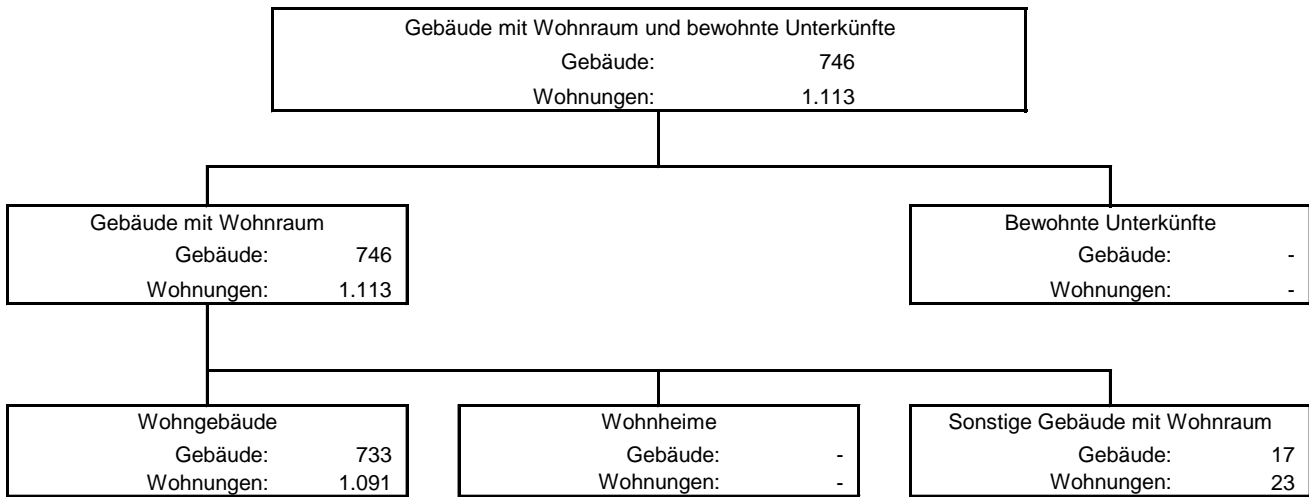 Gebäude mit Wohnraum und bewohnte Unterkünfte
Gebäude: 746
Wohnungen: 1.113
Gebäude mit Wohnraum
Gebäude: 746
Wohnungen: 1.113
Bewohnte Unterkünfte
Gebäude: -
Wohnungen: -
Wohngebäude
Gebäude: 733
Wohnungen: 1.091
Wohnheime
Gebäude: -
Wohnungen: -
Sonstige Gebäude mit Wohnraum
Gebäude: 17
Wohnungen: 23